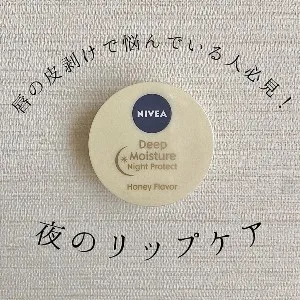 唇の皮剥けで悩んでいる人必見！
NIVEA
Deep
Moisture
Night Protect
Honey Flavor
夜のリップケア